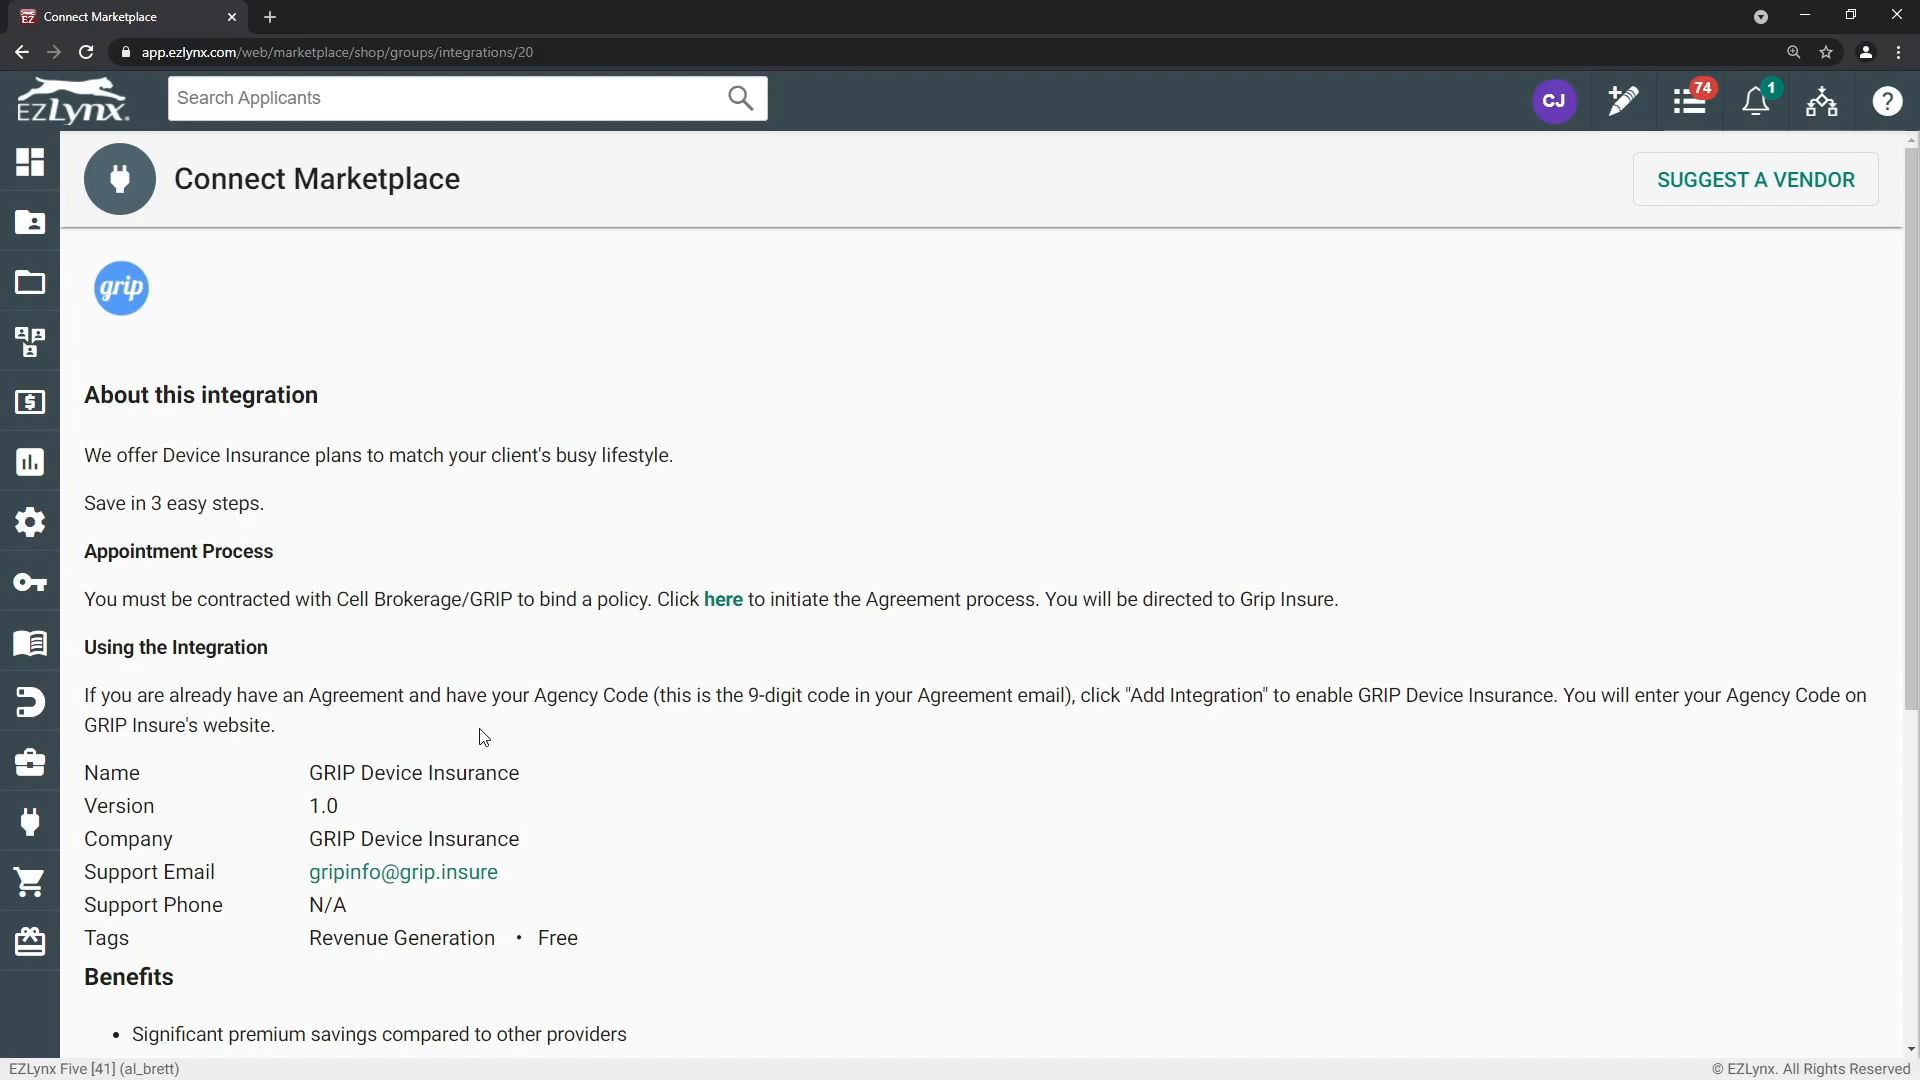 EZ Connect Marketplace
app.ezlynx.com/web/marketplace/shop/groups/integrations/20
EZLynx
Search Applicants
CJ
74
1
Connect Marketplace
SUGGEST A VENDOR
grip
About this integration
We offer Device Insurance plans to match your client's busy lifestyle.
Save in 3 easy steps.
Appointment Process
You must be contracted with Cell Brokerage/GRIP to bind a policy. Click here to initiate the Agreement process. You will be directed to Grip Insure.
Using the Integration
If you are already have an Agreement and have your Agency Code (this is the 9-digit code in your Agreement email), click "Add Integration" to enable GRIP Device Insurance. You will enter your Agency Code on
GRIP Insure's website.
Name GRIP Device Insurance
Version 1.0
Company GRIP Device Insurance
Support Email gripinfo@grip.insure
Support Phone N/A
Tags Revenue Generation • Free
Benefits
• Significant premium savings compared to other providers
EZLynx Five [41] (al_brett)
© EZLynx. All Rights Reserved